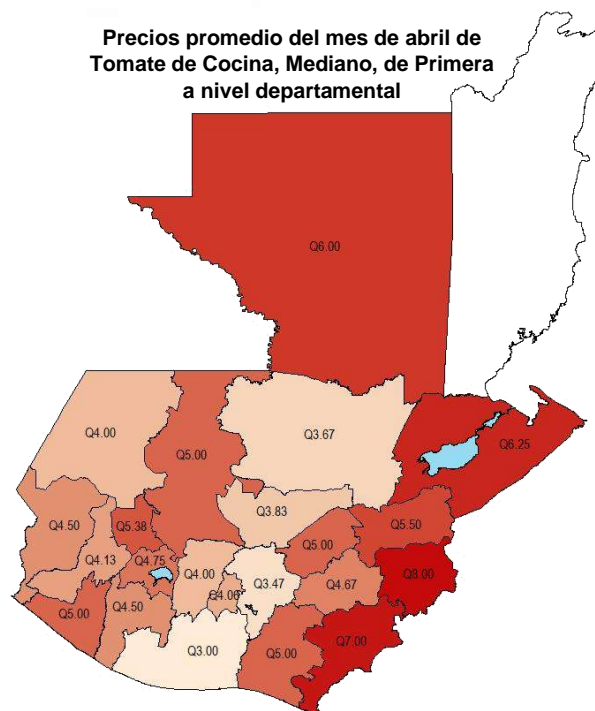 Precios promedio del mes de abril de
Tomate de Cocina, Mediano, de Primera
a nivel departamental
Q6.00
Q4.00
Q5.00
Q3.67
Q6.25
Q4.50
Q5.38
Q3.83
Q5.50
Q4.13
Q4.75
Q4.00
Q5.00
Q3.47
Q4.67
Q8.00
Q5.00
Q4.50
Q4.06
Q3.00
Q5.00
Q7.00